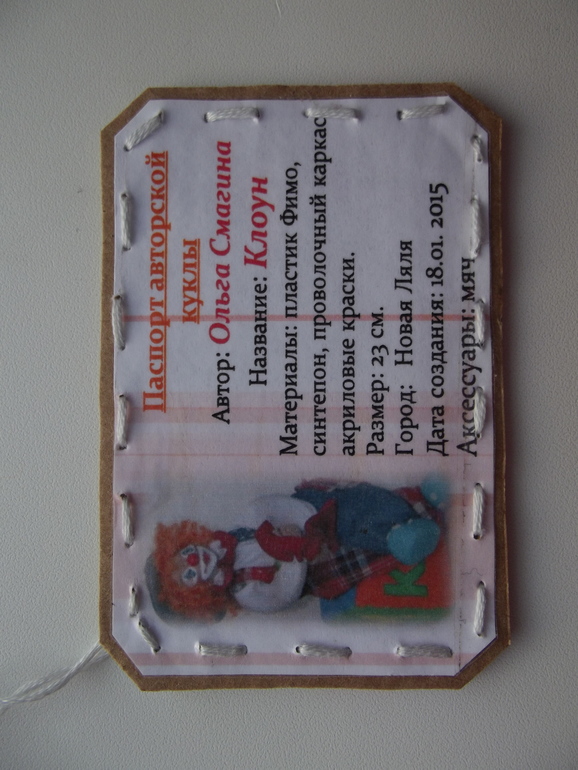 Паспорт авторской
куклы
Автор: Ольга Смагина
Название: Клоун
Материалы: пластик Фимо,
синтепон, проволочный каркас
акриловые краски.
Размер: 23 см.
Город: Новая Ляля
Дата создания: 18.01. 2015
Аксессуары: мяч
К